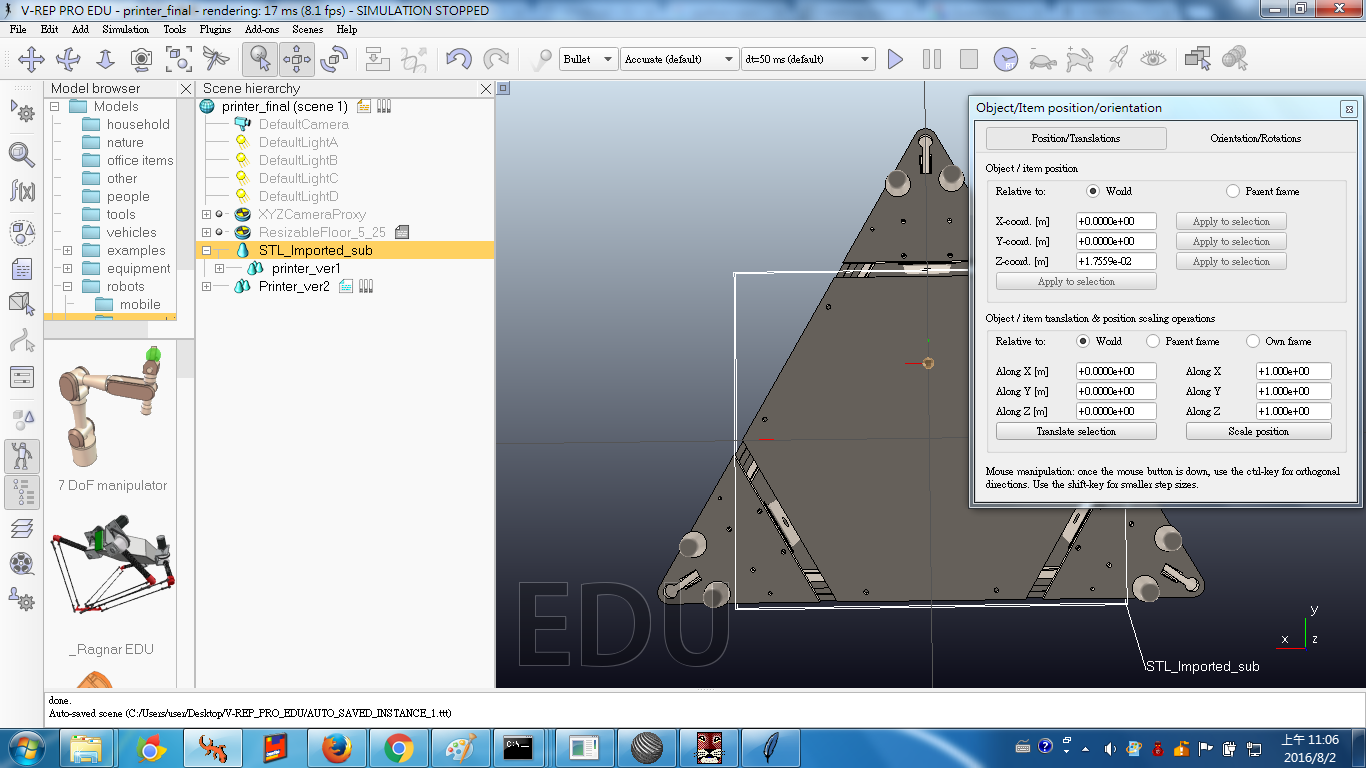 V-REP PRO EDU - printer_final - rendering: 17 ms (8.1 fps) - SIMULATION STOPPED
File Edit Add Simulation Tools Plugins Add-ons Scenes Help
Bullet Accurate (default) dt=50 ms (default)
Model browser
Models
household
nature
office items
other
people
tools
vehicles
examples
equipment
robots
mobile
7 DoF manipulator
_Ragnar EDU
Scene hierarchy
printer_final (scene 1)
DefaultCamera
DefaultLightA
DefaultLightB
DefaultLightC
DefaultLightD
XYZCameraProxy
ResizableFloor_5_25
STL_Imported_sub
printer_ver1
Printer_ver2
EDU
STL_Imported_sub
y
x z
Object/Item position/orientation
Position/Translations Orientation/Rotations
Object / item position
Relative to: World Parent frame
X-coord. [m] +0.0000e+00 Apply to selection
Y-coord. [m] +0.0000e+00 Apply to selection
Z-coord. [m] +1.7559e-02 Apply to selection
Apply to selection
Object / item translation & position scaling operations
Relative to: World Parent frame Own frame
Along X [m] +0.0000e+00 Along X +1.000e+00
Along Y [m] +0.0000e+00 Along Y +1.000e+00
Along Z [m] +0.0000e+00 Along Z +1.000e+00
Translate selection Scale position
Mouse manipulation: once the mouse button is down, use the ctrl-key for orthogonal
directions. Use the shift-key for smaller step sizes.
done.
Auto-saved scene (C:/Users/user/Desktop/V-REP_PRO_EDU/AUTO_SAVED_INSTANCE_1.ttt)
上午 11:06
2016/8/2